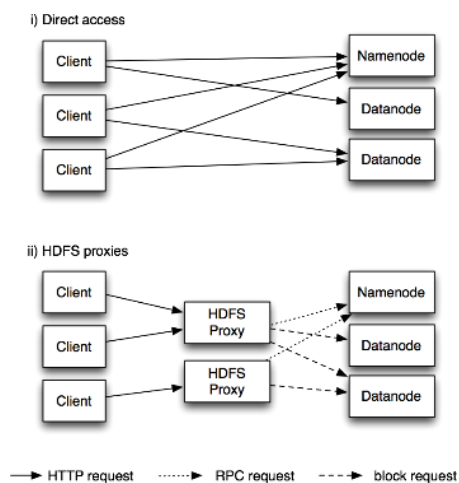 i) Direct access
Client
Namenode
Client
Datanode
Client
Datanode
ii) HDFS proxies
Client
Namenode
HDFS
Proxy
Client
Datanode
HDFS
Proxy
Client
Datanode
HTTP request
RPC request
block request